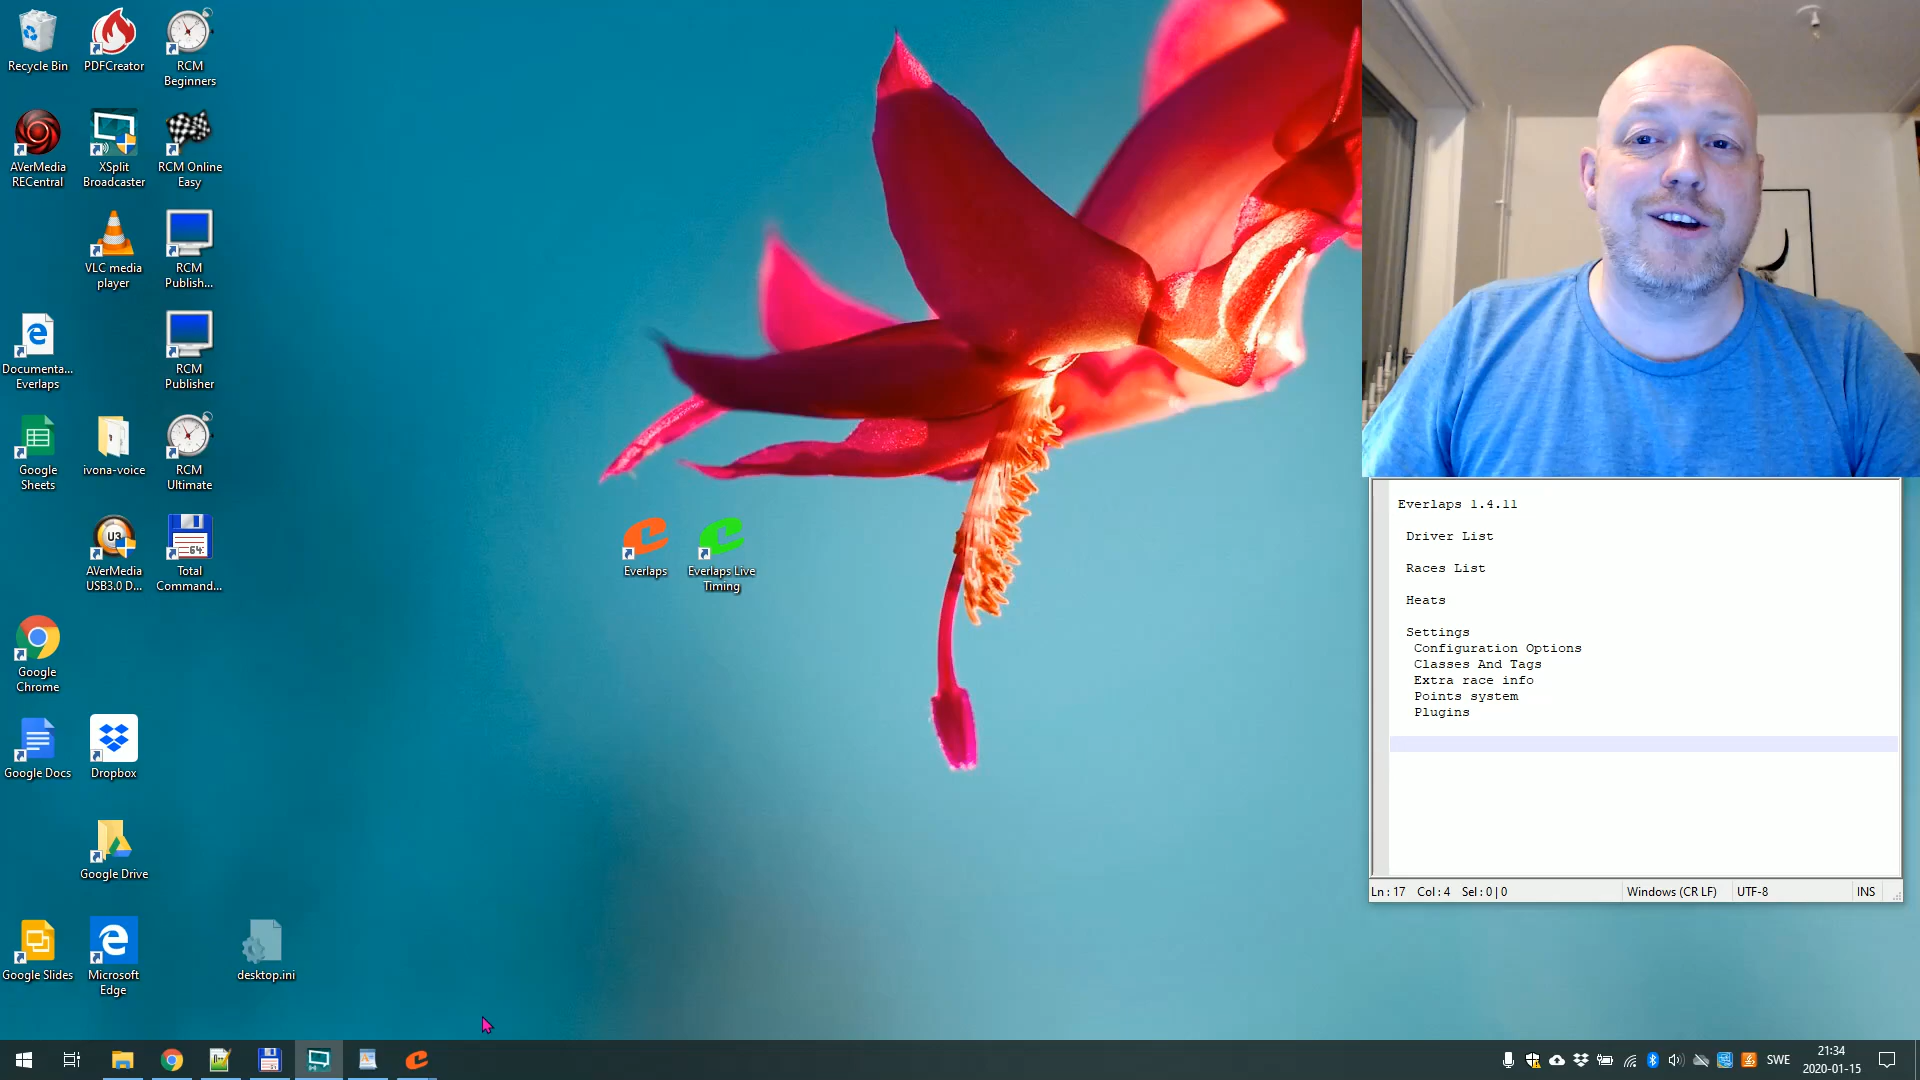 Recycle Bin
PDFCreator
RCM
Beginners
AVerMedia
RECentral
XSplit
Broadcaster
RCM Online
Easy
VLC media
player
RCM
Publish...
Documenta...
Everlaps
RCM
Publisher
Google
Sheets
ivona-voice
RCM
Ultimate
U3
AVerMedia
USB3.0 D...
64
Total
Command...
Everlaps
Everlaps Live
Timing
Google
Chrome
Google Docs
Dropbox
Google Drive
Google Slides
Microsoft
Edge
desktop.ini
Everlaps 1.4.11
Driver List
Races List
Heats
Settings
Configuration Options
Classes And Tags
Extra race info
Points system
Plugins
Ln : 17 Col : 4 Sel : 0 | 0
Windows (CR LF)
UTF-8
INS
SWE
21:34
2020-01-15